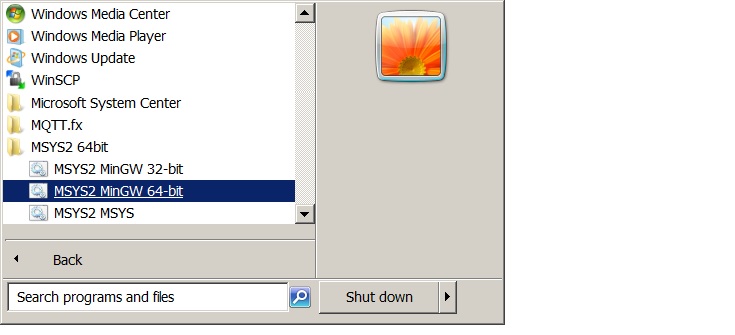 Windows Media Center
Windows Media Player
Windows Update
WinSCP
Microsoft System Center
MQTT.fx
MSYS2 64bit
MSYS2 MinGW 32-bit
MSYS2 MinGW 64-bit
MSYS2 MSYS
Back
Search programs and files
Shut down